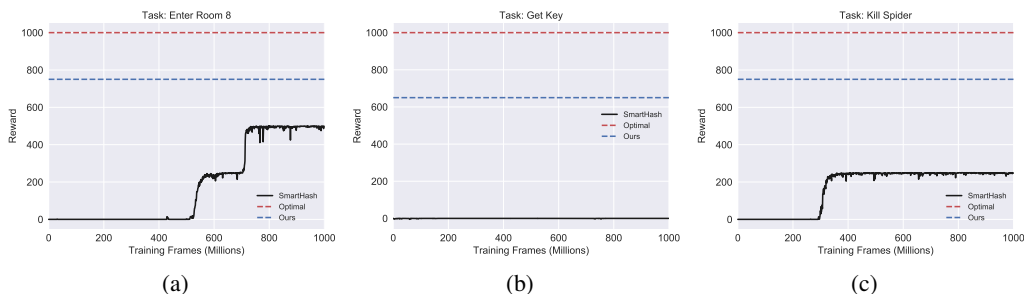 Task: Enter Room 8
1000
800
600
400
200
0
Reward
SmartHash
Optimal
Ours
0 200 400 600 800 1000
Training Frames (Millions)
(a)
Task: Get Key
1000
800
600
400
200
0
Reward
SmartHash
Optimal
Ours
0 200 400 600 800 1000
Training Frames (Millions)
(b)
Task: Kill Spider
1000
800
600
400
200
0
Reward
SmartHash
Optimal
Ours
0 200 400 600 800 1000
Training Frames (Millions)
(c)